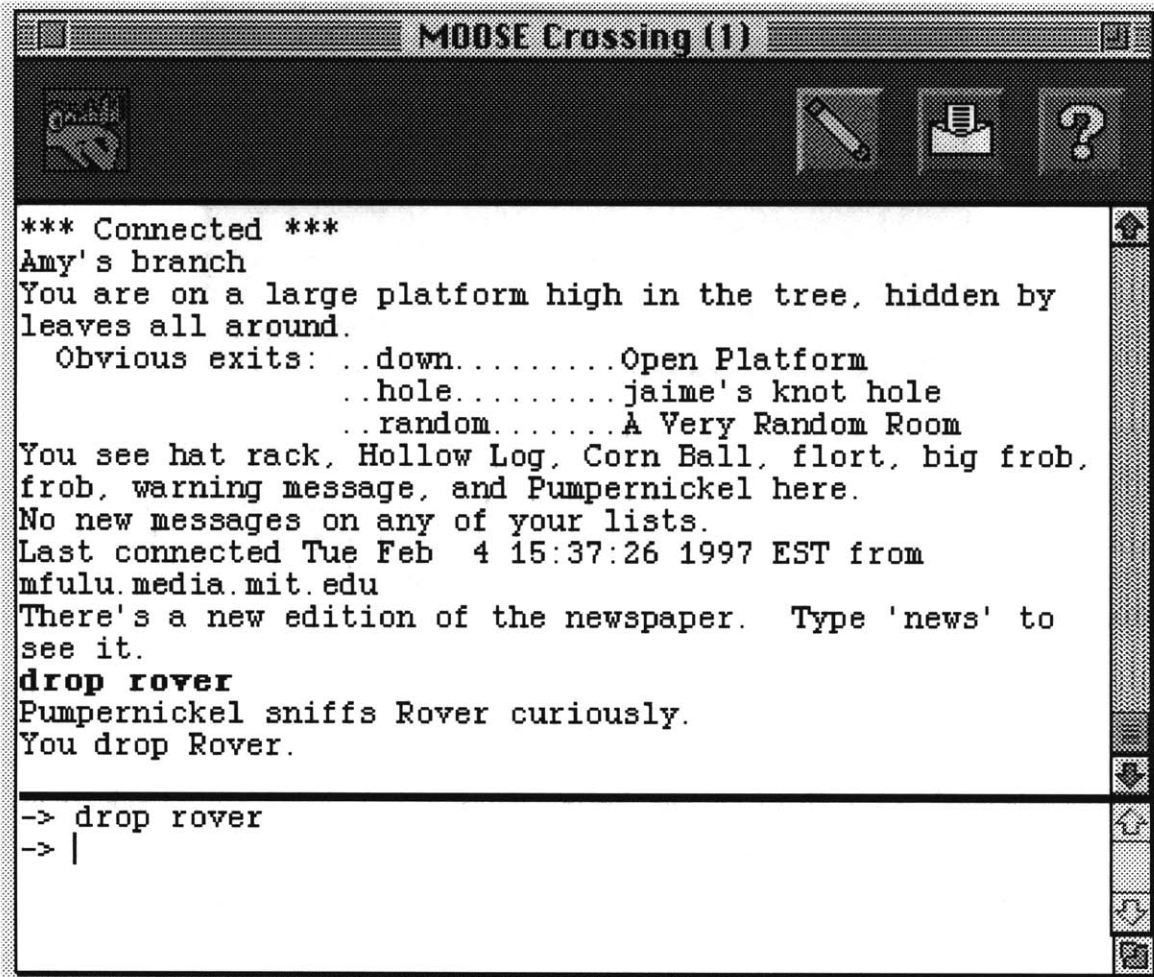 MOOSE Crossing (1)
*** Connected ***
Amy's branch
You are on a large platform high in the tree, hidden by
leaves all around.
  Obvious exits: ..down.........Open Platform
                 ..hole.........jaime's knot hole
                 ..random.......A Very Random Room
You see hat rack, Hollow Log, Corn Ball, flort, big frob,
frob, warning message, and Pumpernickel here.
No new messages on any of your lists.
Last connected Tue Feb  4 15:37:26 1997 EST from
mfulu.media.mit.edu
There's a new edition of the newspaper.  Type 'news' to
see it.
drop rover
Pumpernickel sniffs Rover curiously.
You drop Rover.
-> drop rover
->